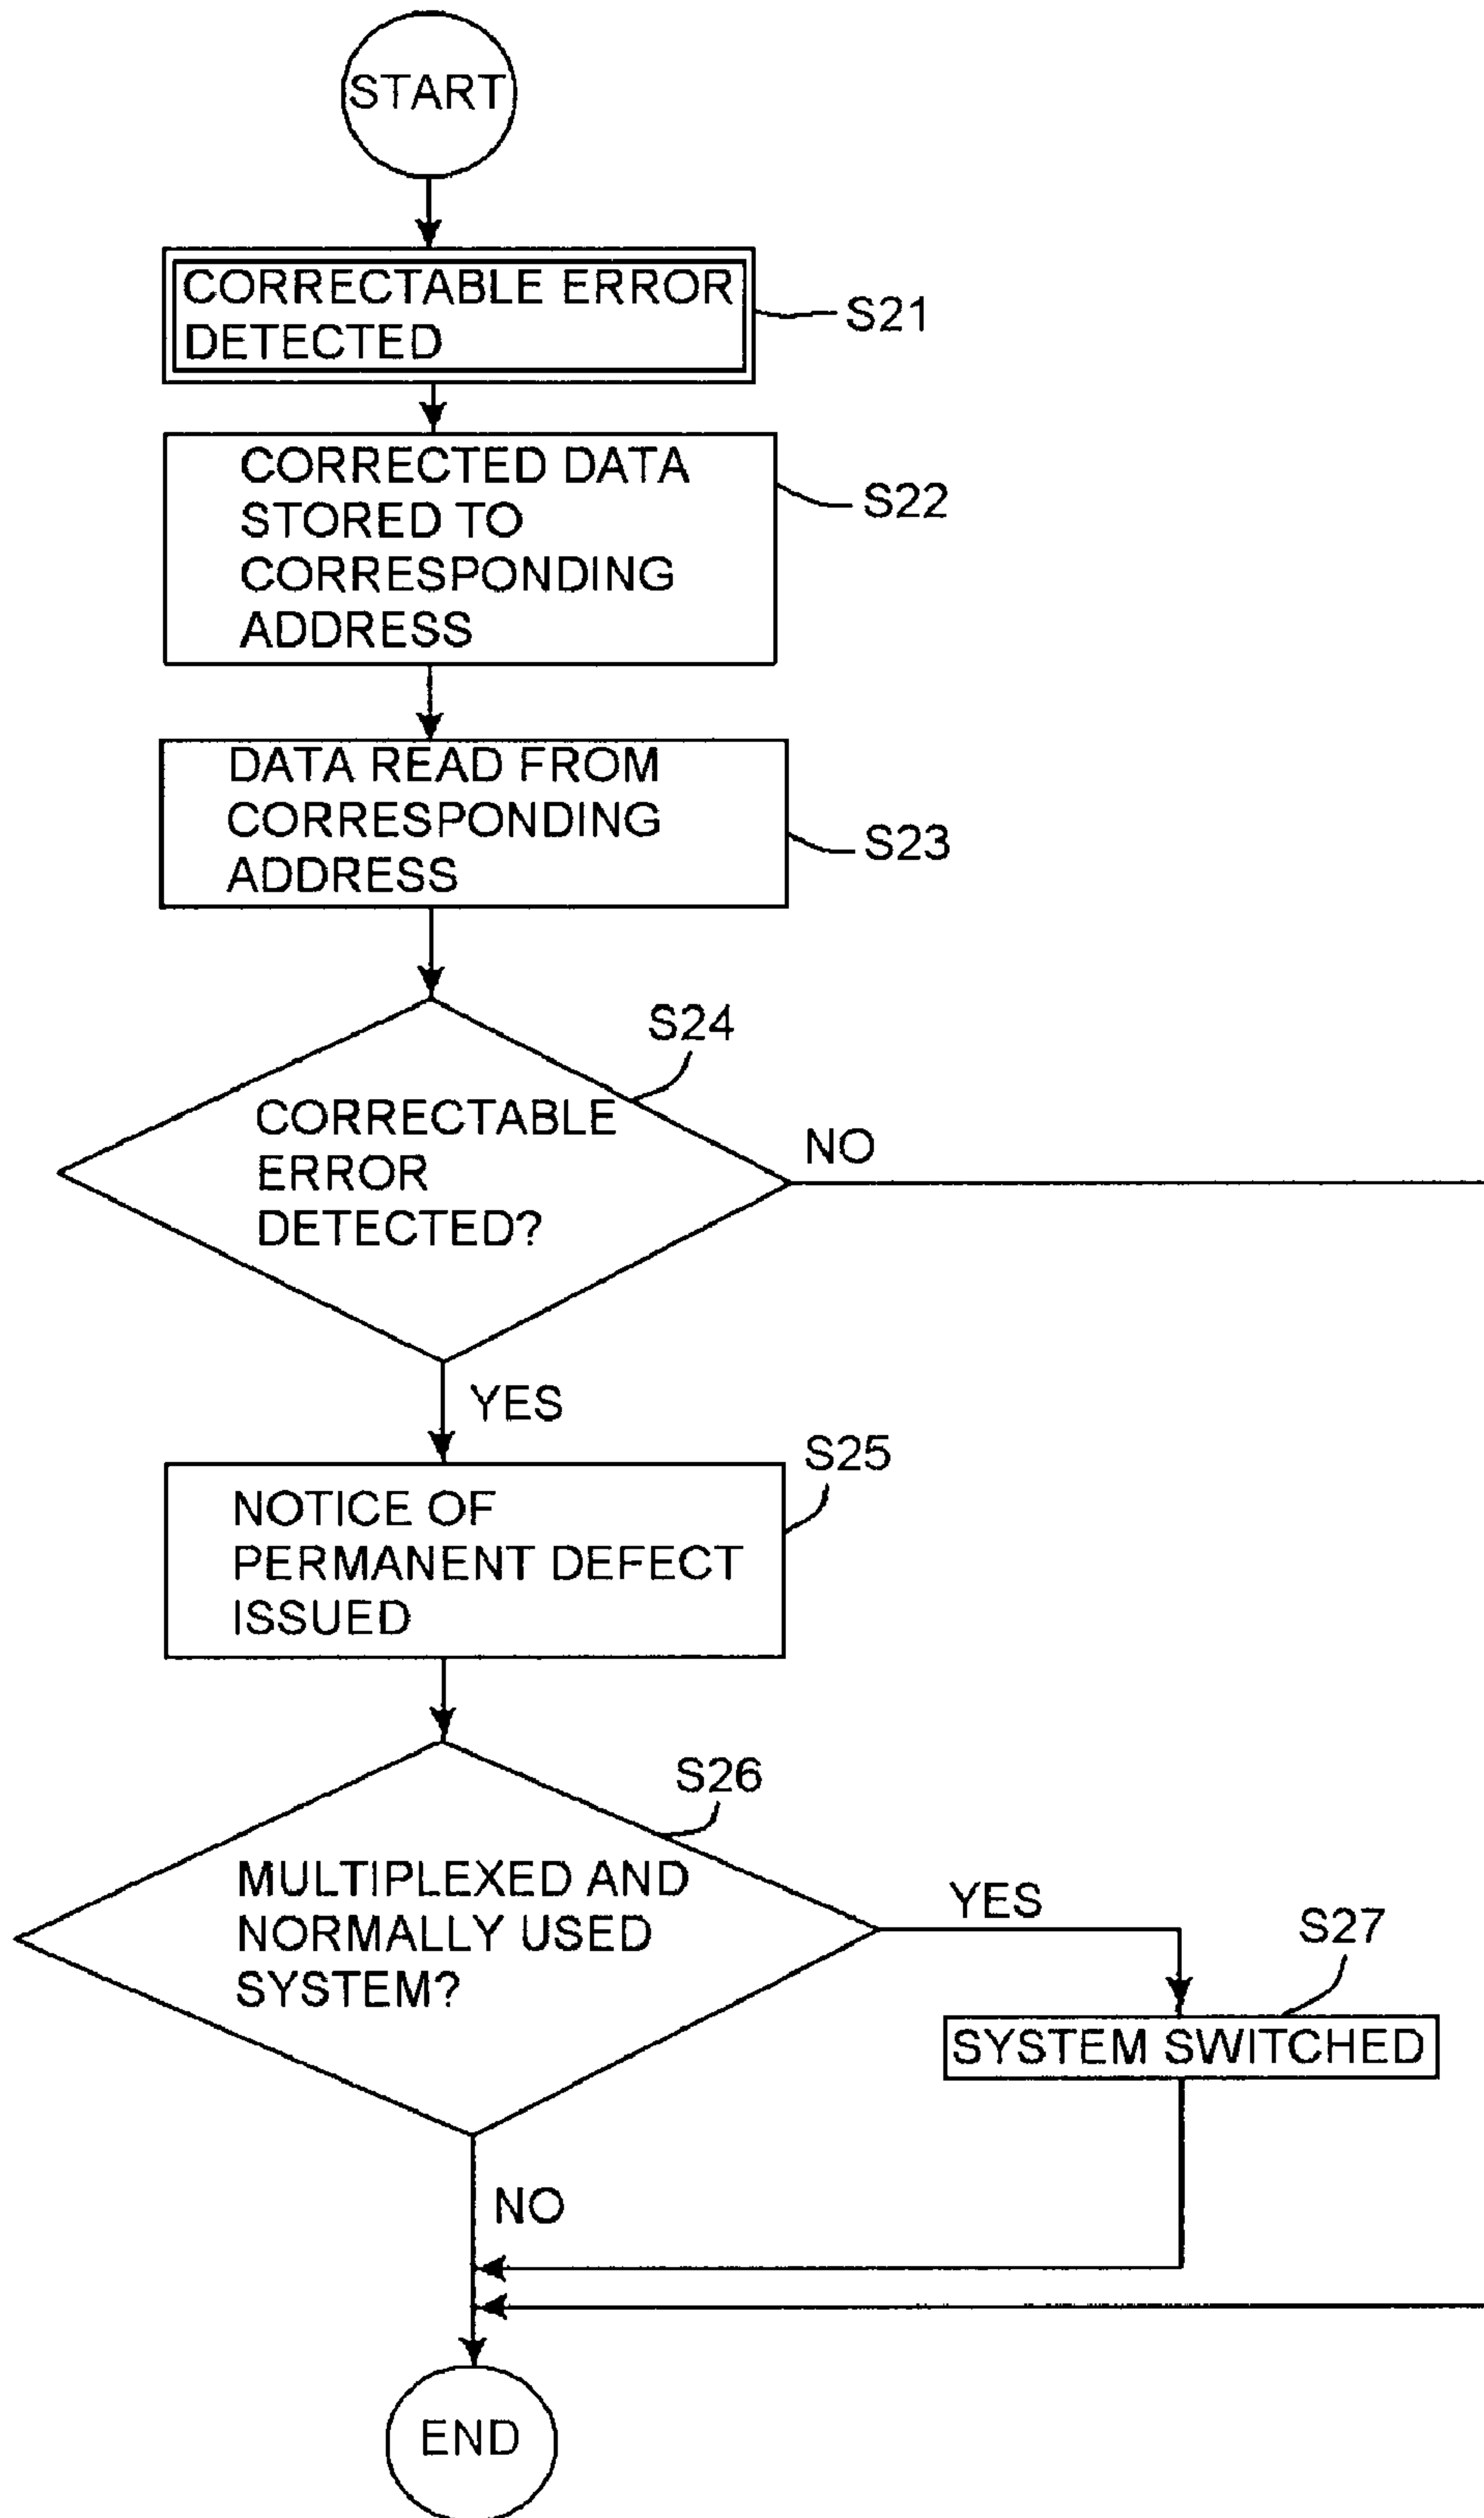 START
CORRECTABLE ERROR
DETECTED
S21
CORRECTED DATA
STORED TO
CORRESPONDING
ADDRESS
S22
DATA READ FROM
CORRESPONDING
ADDRESS
S23
S24
CORRECTABLE
ERROR
DETECTED?
NO
YES
S25
NOTICE OF
PERMANENT DEFECT
ISSUED
S26
MULTIPLEXED AND
NORMALLY USED
SYSTEM?
YES
S27
SYSTEM SWITCHED
NO
END